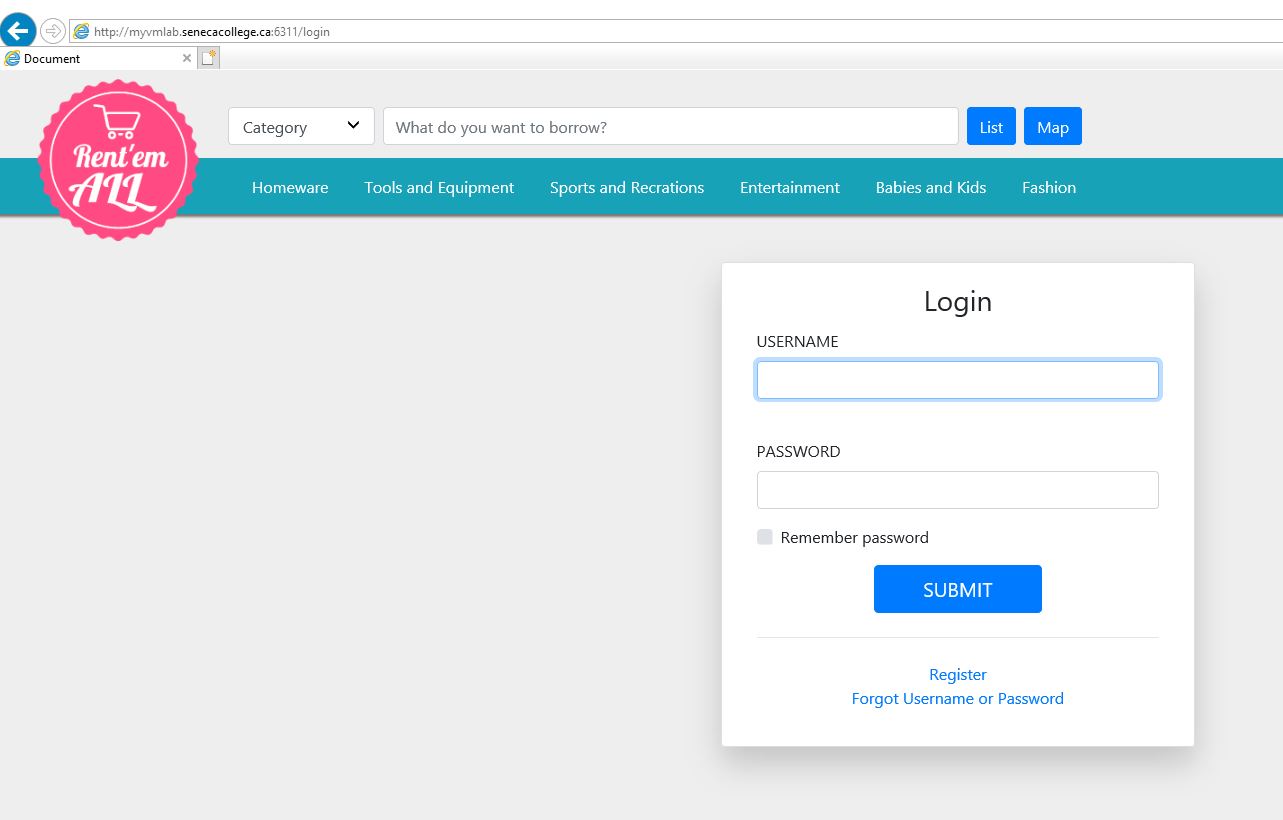 http://myvmlab.senecacollege.ca:6311/login
Document
Rent'em
ALL
Category
What do you want to borrow?
List
Map
Homeware
Tools and Equipment
Sports and Recrations
Entertainment
Babies and Kids
Fashion
Login
USERNAME
PASSWORD
Remember password
SUBMIT
Register
Forgot Username or Password